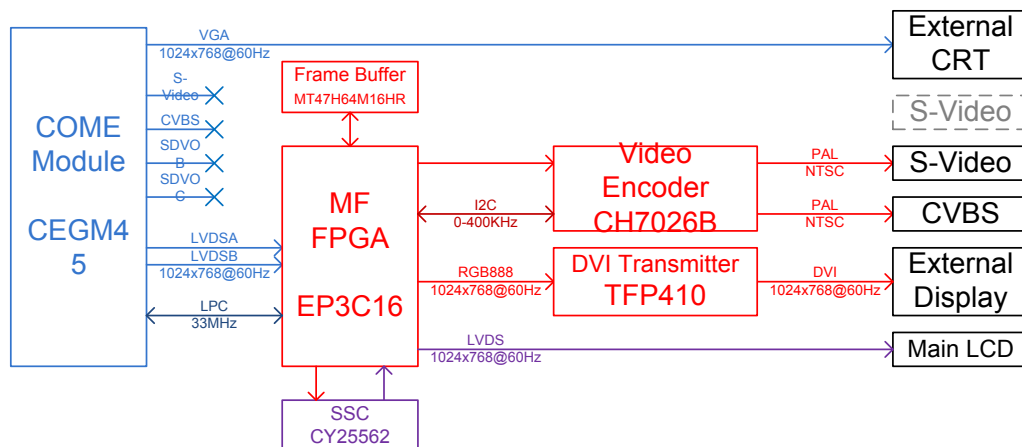 COME
Module
CEGM4
5
VGA
1024x768@60Hz
S-
Video
CVBS
SDVO
B
SDVO
C
LVDSA
LVDSB
1024x768@60Hz
LPC
33MHz
Frame Buffer
MT47H64M16HR
MF
FPGA
EP3C16
SSC
CY25562
I2C
0-400KHz
RGB888
1024x768@60Hz
LVDS
1024x768@60Hz
Video
Encoder
CH7026B
DVI Transmitter
TFP410
PAL
NTSC
PAL
NTSC
DVI
1024x768@60Hz
External
CRT
S-Video
S-Video
CVBS
External
Display
Main LCD